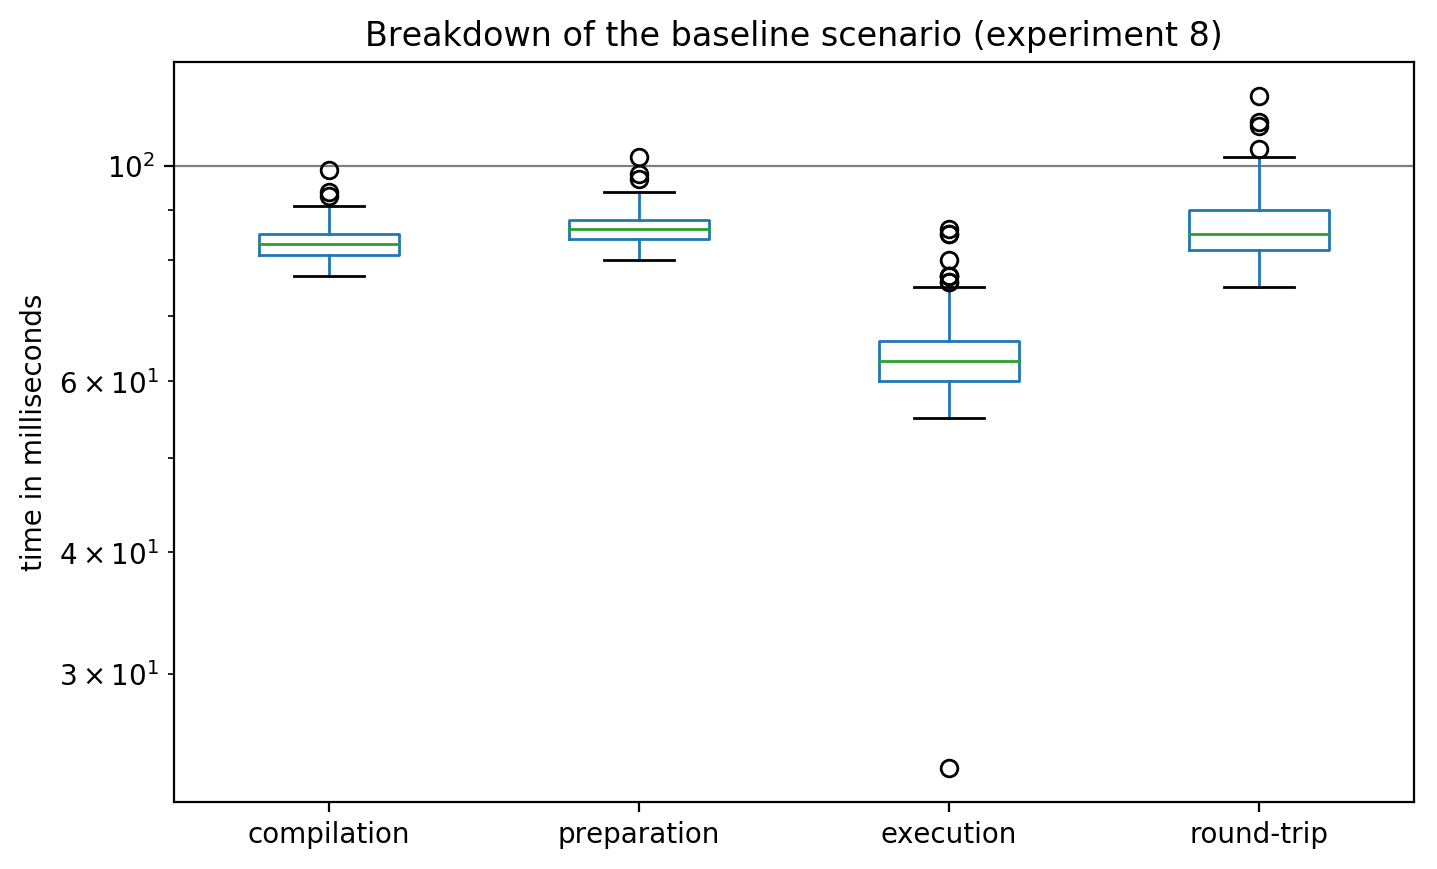 Breakdown of the baseline scenario (experiment 8)
10²
6 × 10¹
4 × 10¹
3 × 10¹
time in milliseconds
compilation preparation execution round-trip